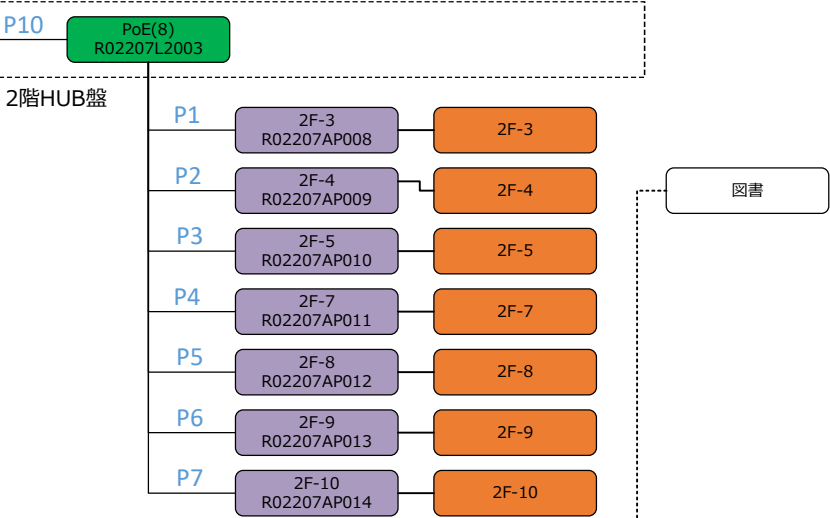 P10
PoE(8)
R02207L2003
2階HUB盤
P1
2F-3
R02207AP008
2F-3
P2
2F-4
R02207AP009
2F-4
図書
P3
2F-5
R02207AP010
2F-5
P4
2F-7
R02207AP011
2F-7
P5
2F-8
R02207AP012
2F-8
P6
2F-9
R02207AP013
2F-9
P7
2F-10
R02207AP014
2F-10